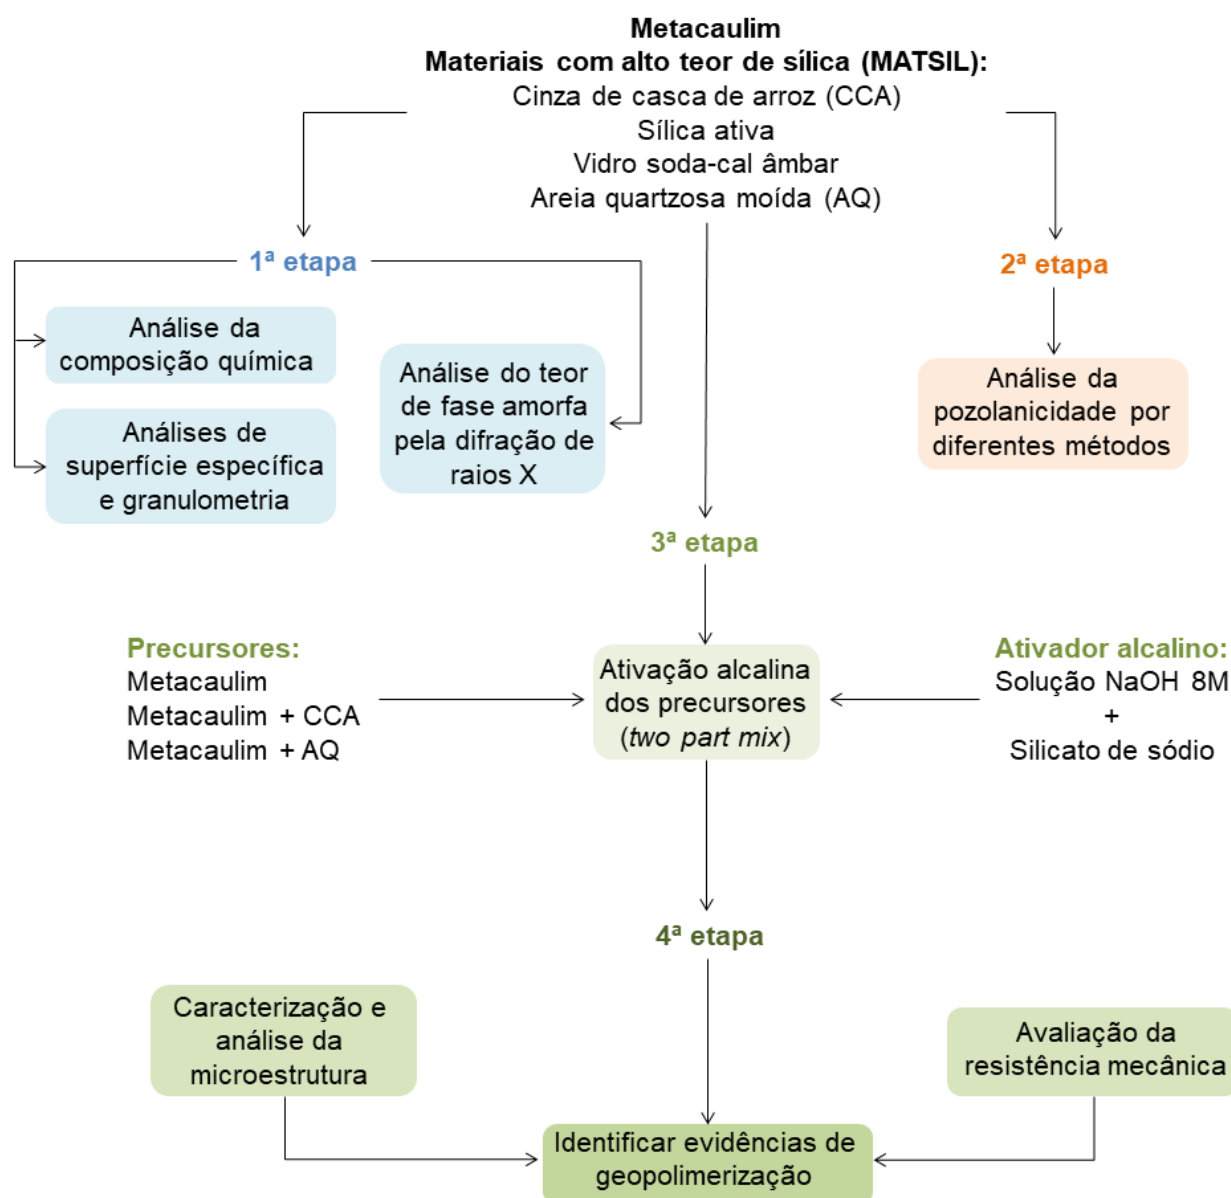 Metacaulim
Materiais com alto teor de sílica (MATSIL):
Cinza de casca de arroz (CCA)
Sílica ativa
Vidro soda-cal âmbar
Areia quartzosa moída (AQ)
1ª etapa
2ª etapa
Análise da
composição química
Análises de
superfície específica
e granulometria
Análise do teor
de fase amorfa
pela difração de
raios X
Análise da
pozolanicidade por
diferentes métodos
3ª etapa
Precursores:
Metacaulim
Metacaulim + CCA
Metacaulim + AQ
Ativação alcalina
dos precursores
(two part mix)
Ativador alcalino:
Solução NaOH 8M
+
Silicato de sódio
4ª etapa
Caracterização e
análise da
microestrutura
Avaliação da
resistência mecânica
Identificar evidências de
geopolimerização